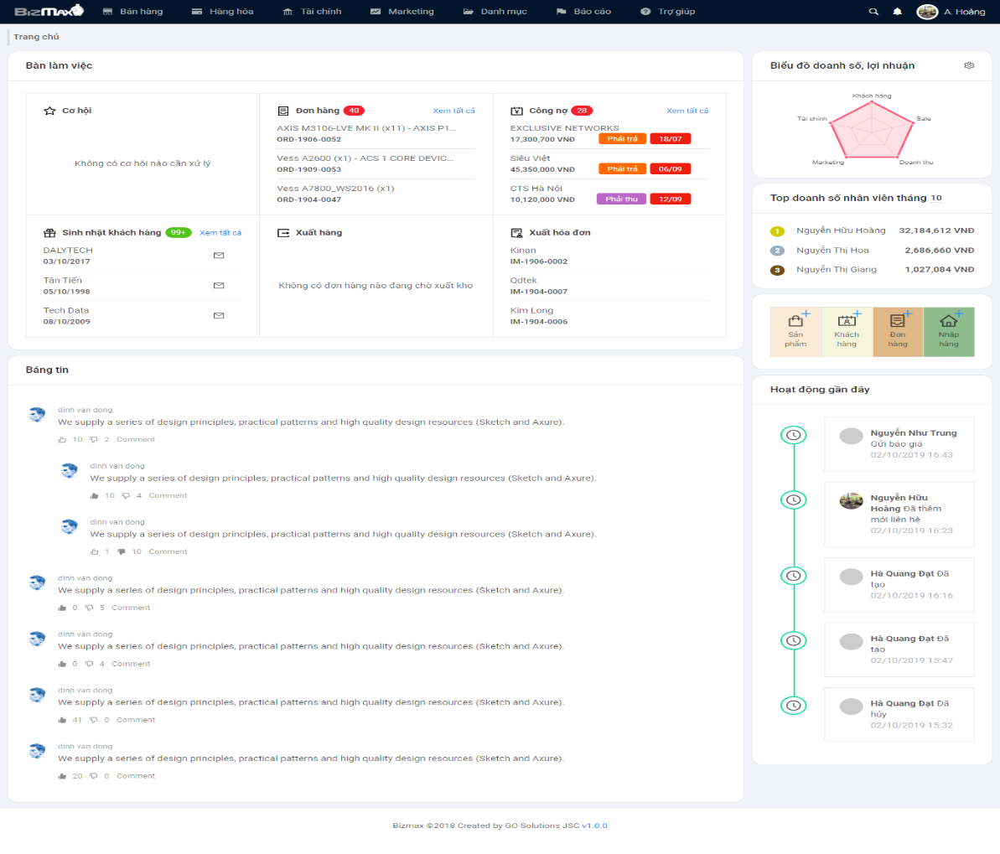 BizMax
Bán hàng
Hàng hóa
Tài chính
Marketing
Danh mục
Báo cáo
Trợ giúp
A. Hoàng
Trang chủ
Bàn làm việc
Cơ hội
Không có cơ hội nào cần xử lý
Đơn hàng 40 Xem tất cả
AXIS M3106-LVE MK II (x11) - AXIS P1...
ORD-1906-0052
Vess A2600 (x1) - ACS 1 CORE DEVIC...
ORD-1909-0053
Vess A7800_WS2016 (x1)
ORD-1904-0047
Công nợ 28 Xem tất cả
EXCLUSIVE NETWORKS
17,300,700 VNĐ Phải trả 18/07
Siêu Việt
45,350,000 VNĐ Phải trả 06/09
CTS Hà Nôi
10,120,000 VNĐ Phải thu 12/09
Sinh nhật khách hàng 99+ Xem tất cả
DALYTECH
03/10/2017
Tân Tiến
05/10/1998
Tech Data
08/10/2009
Xuất hàng
Không có đơn hàng nào đang chờ xuất kho
Xuất hóa đơn
Kinan
IM-1906-0002
Qdtek
IM-1904-0007
Kim Long
IM-1904-0006
Bảng tin
dinh van dong
We supply a series of design principles, practical patterns and high quality design resources (Sketch and Axure).
10 2 Comment
dinh van dong
We supply a series of design principles, practical patterns and high quality design resources (Sketch and Axure).
10 4 Comment
dinh van dong
We supply a series of design principles, practical patterns and high quality design resources (Sketch and Axure).
1 10 Comment
dinh van dong
We supply a series of design principles, practical patterns and high quality design resources (Sketch and Axure).
0 5 Comment
dinh van dong
We supply a series of design principles, practical patterns and high quality design resources (Sketch and Axure).
0 4 Comment
dinh van dong
We supply a series of design principles, practical patterns and high quality design resources (Sketch and Axure).
41 0 Comment
dinh van dong
We supply a series of design principles, practical patterns and high quality design resources (Sketch and Axure).
20 0 Comment
Biểu đồ doanh số, lợi nhuận
Khách hàng
Tài chính
Sale
Marketing
Doanh thu
Top doanh số nhân viên tháng 10
1 Nguyễn Hữu Hoàng 32,184,612 VNĐ
2 Nguyễn Thị Hoa 2,686,660 VNĐ
3 Nguyễn Thị Giang 1,027,084 VNĐ
Sản
phẩm
Khách
hàng
Đơn
hàng
Nhập
hàng
Hoạt động gần đây
Nguyễn Như Trung
Gửi báo giá
02/10/2019 16:43
Nguyễn Hữu
Hoàng Đã thêm
mới liên hệ
02/10/2019 16:23
Hà Quang Đạt Đã
tạo
02/10/2019 16:16
Hà Quang Đạt Đã
tạo
02/10/2019 15:47
Hà Quang Đạt Đã
hủy
02/10/2019 15:32
Bizmax ©2018 Created by GO Solutions JSC v1.0.0